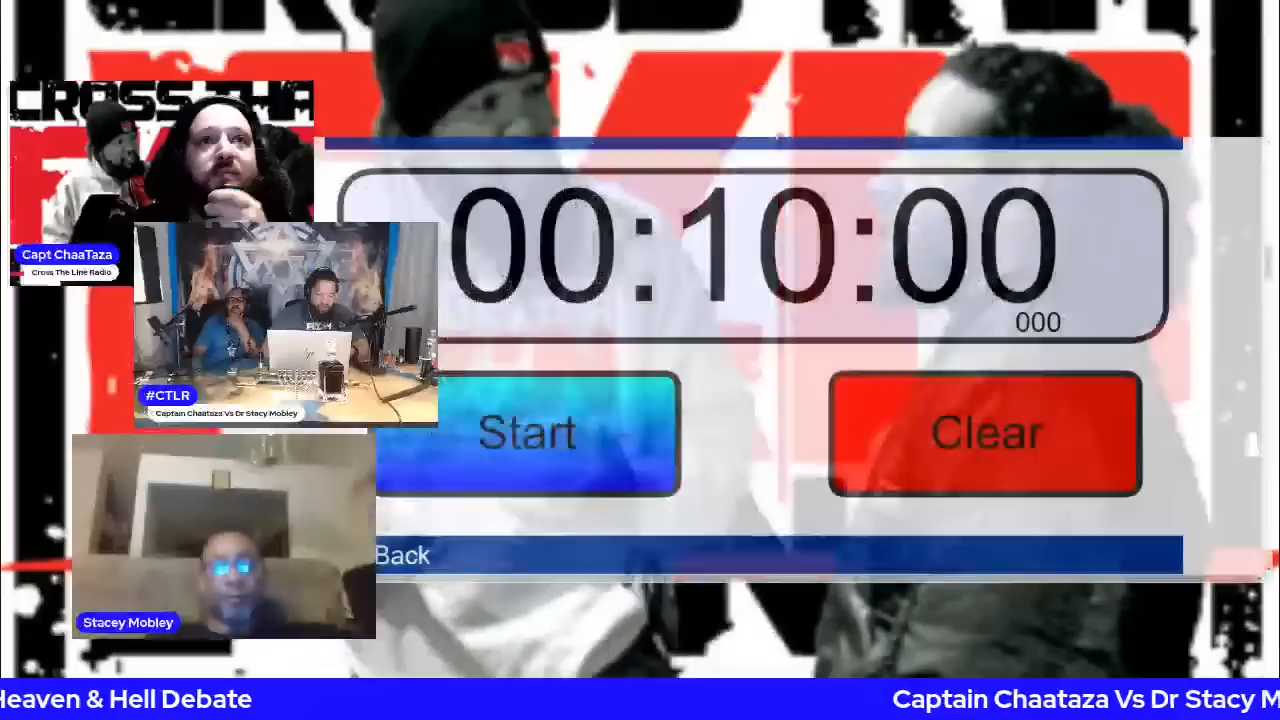 CROSS THA
Capt ChaaTaza
Cross The Line Radio
#CTLR
Captain Chaataza Vs Dr Stacy Mobley
Stacey Mobley
00:10:00
000
Start
Clear
Back
Heaven & Hell Debate
Captain Chaataza Vs Dr Stacy M